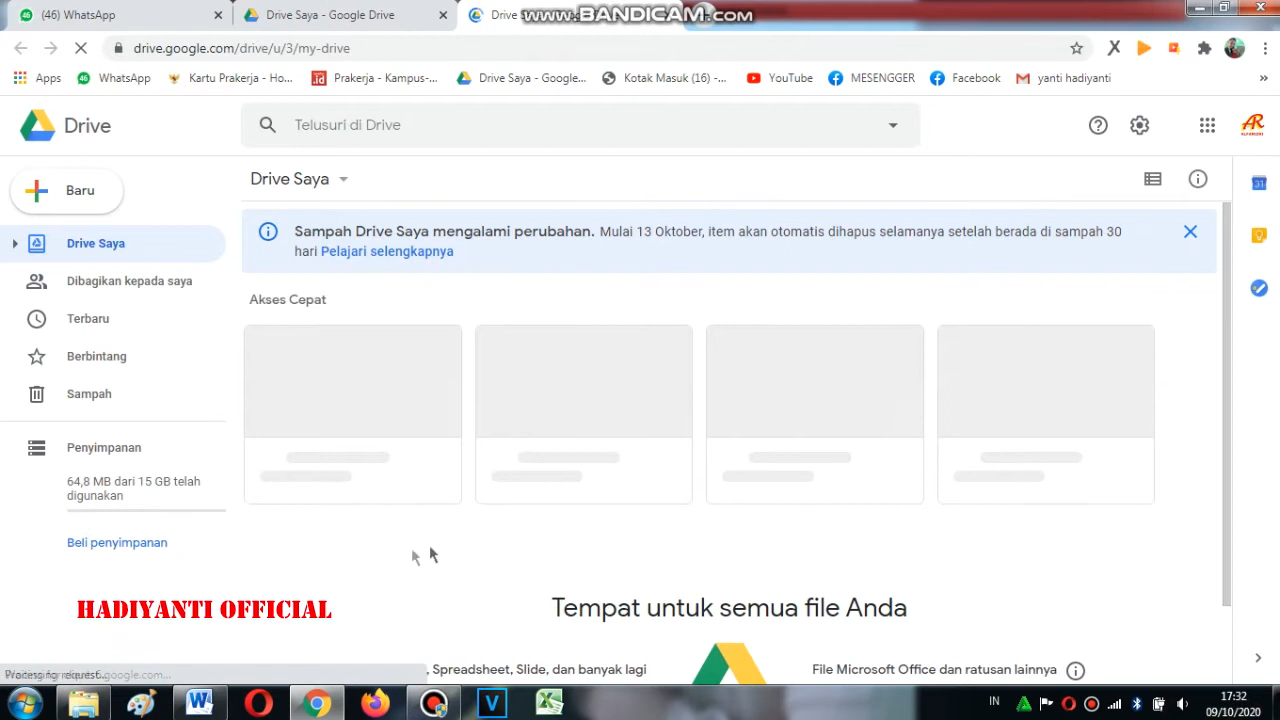 (46) WhatsApp
Drive Saya - Google Drive
Drive
www.BANDICAM.com
drive.google.com/drive/u/3/my-drive
Apps
WhatsApp
Kartu Prakerja - Ho...
Prakerja - Kampus-...
Drive Saya - Google...
Kotak Masuk (16) -...
YouTube
MESENGGER
Facebook
yanti hadiyanti
Drive
Telusuri di Drive
Baru
Drive Saya
Sampah Drive Saya mengalami perubahan. Mulai 13 Oktober, item akan otomatis dihapus selamanya setelah berada di sampah 30
hari Pelajari selengkapnya
Drive Saya
Dibagikan kepada saya
Terbaru
Berbintang
Sampah
Penyimpanan
64,8 MB dari 15 GB telah
digunakan
Beli penyimpanan
Akses Cepat
HADIYANTI OFFICIAL
Tempat untuk semua file Anda
, Spreadsheet, Slide, dan banyak lagi
File Microsoft Office dan ratusan lainnya
IN
17:32
09/10/2020